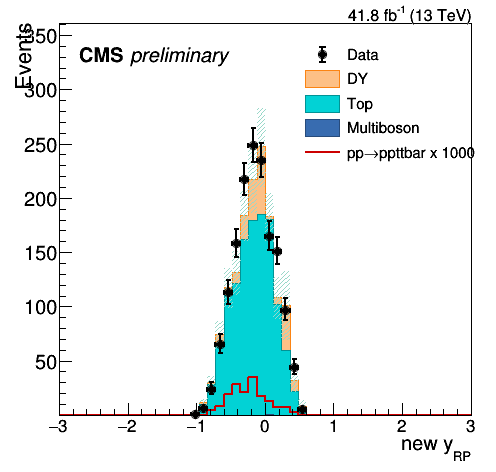 41.8 fb⁻¹ (13 TeV)
Events
CMS preliminary
Data
DY
Top
Multiboson
pp→ppttbar x 1000
350
300
250
200
150
100
50
−3 −2 −1 0 1 2 3
new y_RP